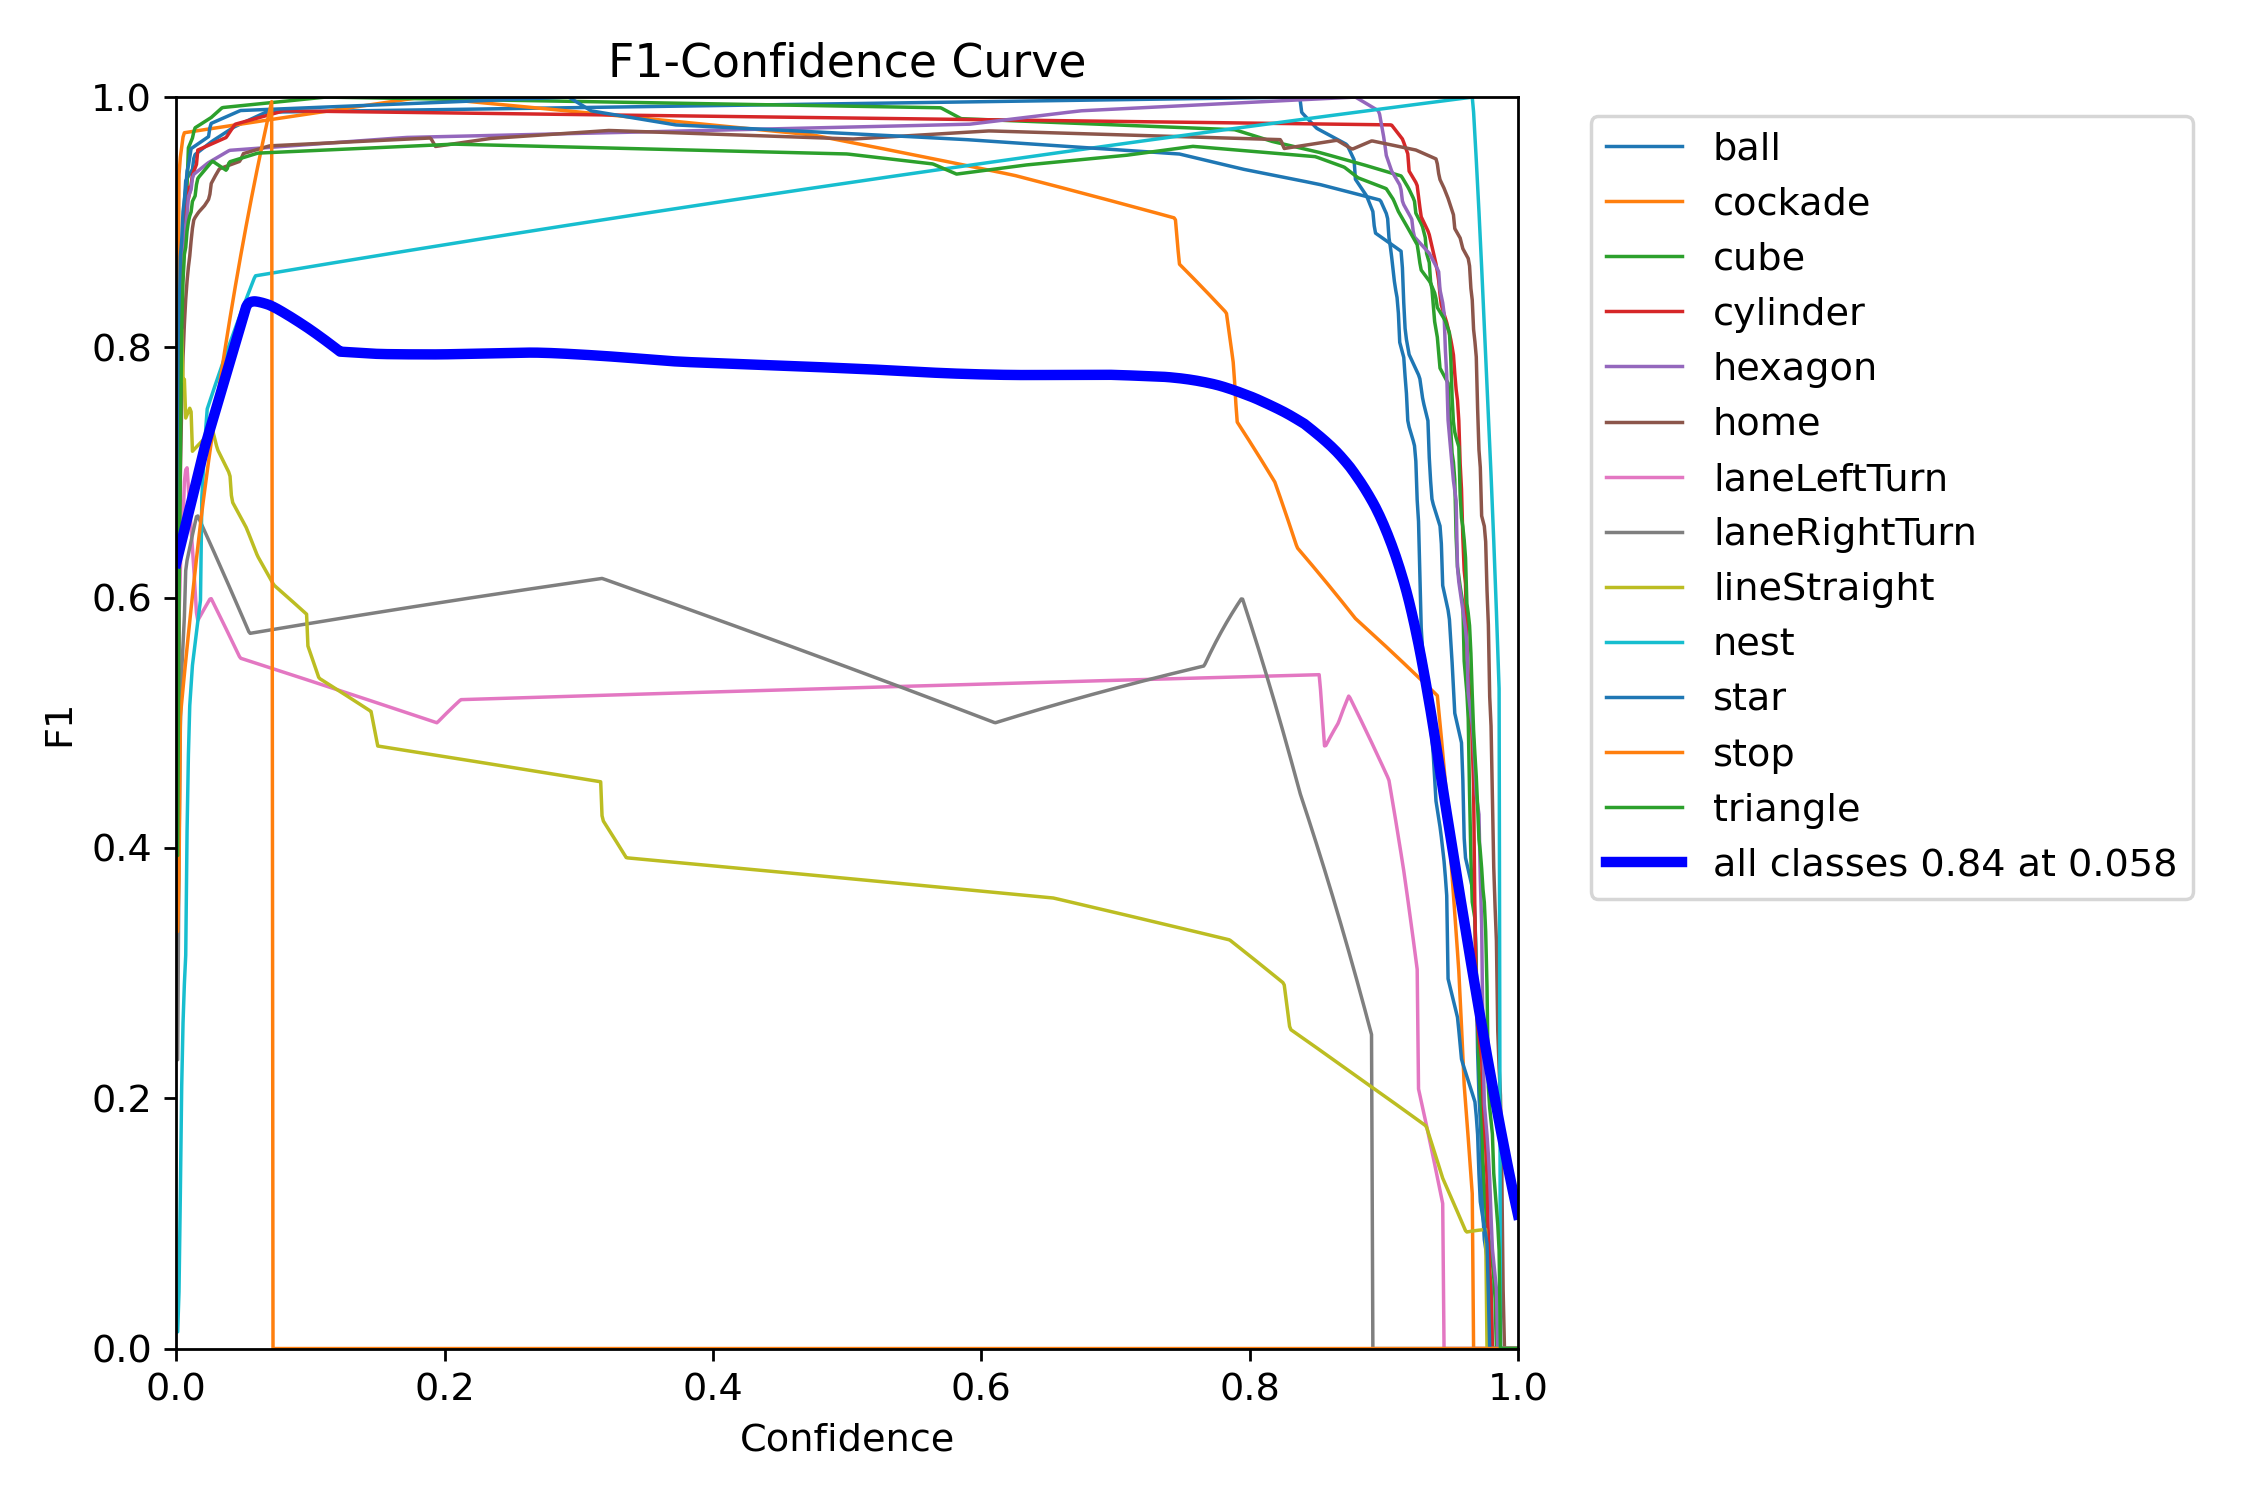 F1-Confidence Curve
1.0
0.8
0.6
0.4
0.2
0.0
F1
0.0 0.2 0.4 0.6 0.8 1.0
Confidence
ball
cockade
cube
cylinder
hexagon
home
laneLeftTurn
laneRightTurn
lineStraight
nest
star
stop
triangle
all classes 0.84 at 0.058